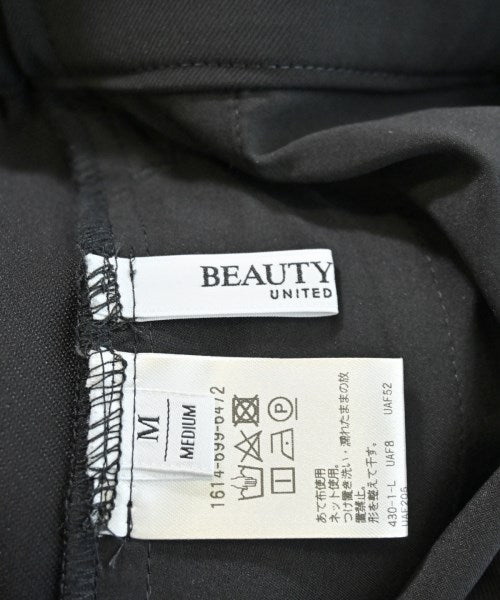 BEAUTY
UNITED
M
MEDIUM
1614-699-6472
あて布使用
ネット使用。
つけ置き洗い・濡れたままの放
置禁止。
形を整えて干す。
430-1-L UAF8 UAF52